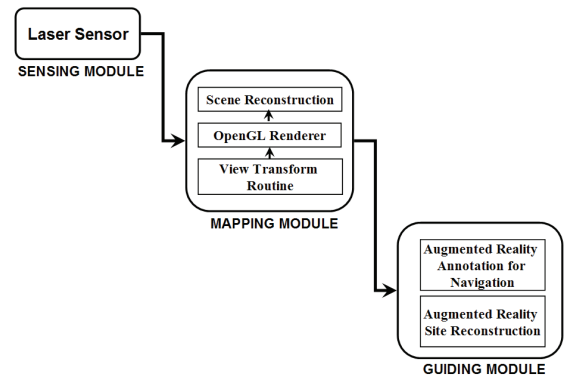 Laser Sensor
SENSING MODULE
Scene Reconstruction
OpenGL Renderer
View Transform
Routine
MAPPING MODULE
Augmented Reality
Annotation for
Navigation
Augmented Reality
Site Reconstruction
GUIDING MODULE